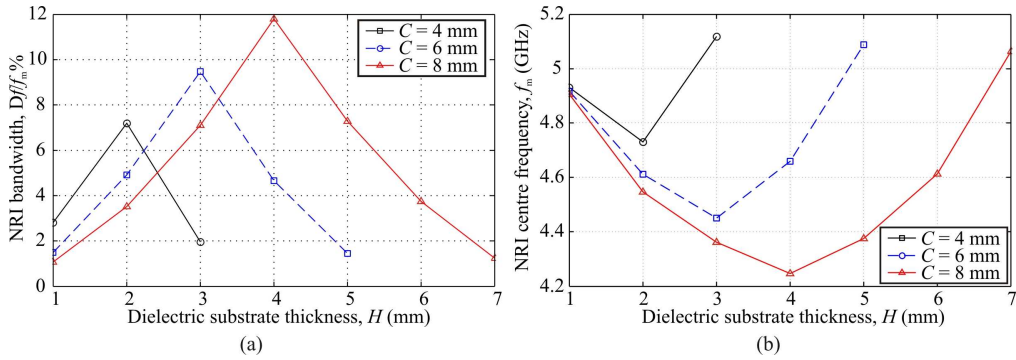 12
10
8
6
4
2
0
NRI bandwidth, Df/fm%
C = 4 mm
C = 6 mm
C = 8 mm
1 2 3 4 5 6 7
Dielectric substrate thickness, H (mm)
(a)
5.2
5
4.8
4.6
4.4
4.2
NRI centre frequency, fm (GHz)
C = 4 mm
C = 6 mm
C = 8 mm
1 2 3 4 5 6 7
Dielectric substrate thickness, H (mm)
(b)